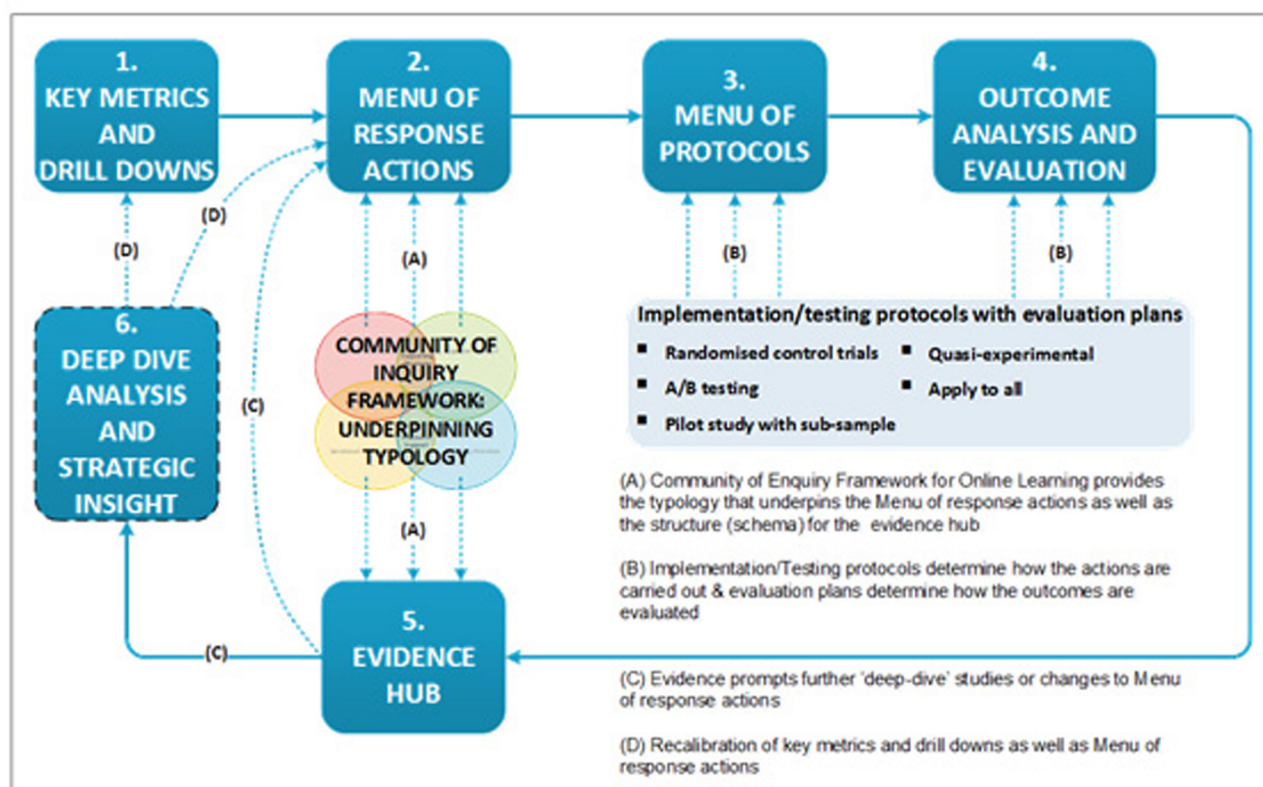 1.
KEY METRICS
AND
DRILL DOWNS
2.
MENU OF
RESPONSE
ACTIONS
3.
MENU OF
PROTOCOLS
4.
OUTCOME
ANALYSIS AND
EVALUATION
(D)
(D)
(A)
(B)
(B)
6.
DEEP DIVE
ANALYSIS
AND
STRATEGIC
INSIGHT
(C)
COMMUNITY OF
INQUIRY
FRAMEWORK:
UNDERPINNING
TYPOLOGY
Implementation/testing protocols with evaluation plans
▪ Randomised control trials
▪ A/B testing
▪ Pilot study with sub-sample
▪ Quasi-experimental
▪ Apply to all
(A)
(C)
5.
EVIDENCE
HUB
(A) Community of Enquiry Framework for Online Learning provides
the typology that underpins the Menu of response actions as well as
the structure (schema) for the evidence hub
(B) Implementation/Testing protocols determine how the actions are
carried out & evaluation plans determine how the outcomes are
evaluated
(C) Evidence prompts further 'deep-dive' studies or changes to Menu
of response actions
(D) Recalibration of key metrics and drill downs as well as Menu of
response actions